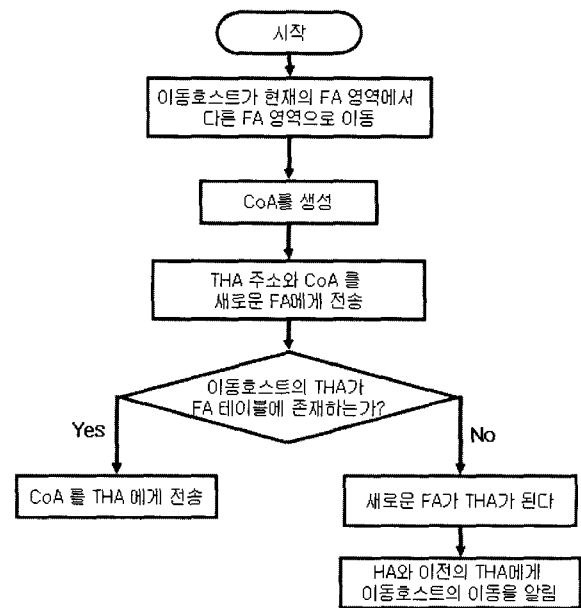 시작
이동호스트가 현재의 FA 영역에서
다른 FA 영역으로 이동
CoA를 생성
THA 주소와 CoA 를
새로운 FA에게 전송
이동호스트의 THA가
FA 테이블에 존재하는가?
Yes
No
CoA 를 THA 에게 전송
새로운 FA가 THA가 된다
HA와 이전의 THA에게
이동호스트의 이동을 알림